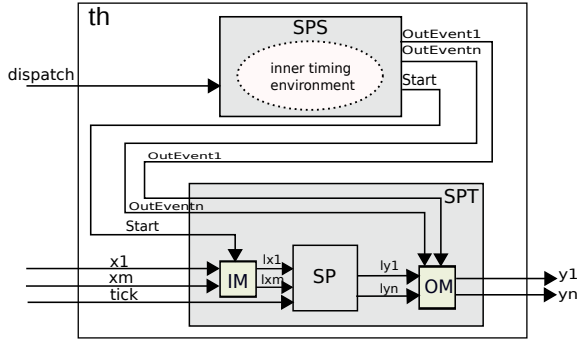 th
SPS
OutEvent1
OutEventn
inner timing
environment
dispatch
Start
OutEvent1
SPT
OutEventn
Start
x1
lx1
ly1
y1
xm
IM
lxm
SP
OM
tick
lyn
yn